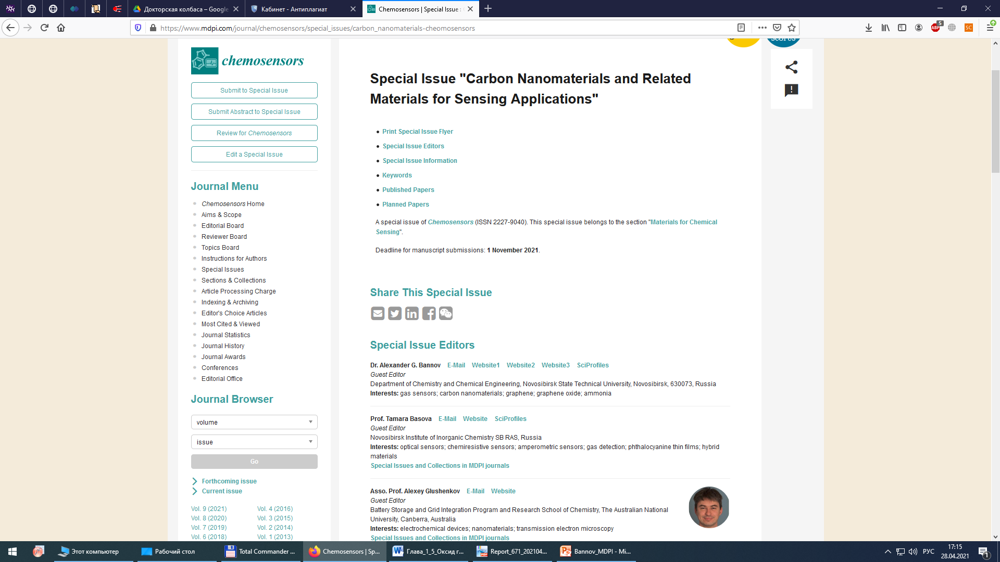 Докторская колбаса – Google
Кабинет - Антиплагиат
Chemosensors | Special Issue :
https://www.mdpi.com/journal/chemosensors/special_issues/carbon_nanomaterials-cheomosensors
ABP
5
SC
SCOPUS
chemosensors
Submit to Special Issue
Submit Abstract to Special Issue
Review for Chemosensors
Edit a Special Issue
Journal Menu
Chemosensors Home
Aims & Scope
Editorial Board
Reviewer Board
Topics Board
Instructions for Authors
Special Issues
Sections & Collections
Article Processing Charge
Indexing & Archiving
Editor's Choice Articles
Most Cited & Viewed
Journal Statistics
Journal History
Journal Awards
Conferences
Editorial Office
Journal Browser
volume
issue
Go
Forthcoming issue
Current issue
Vol. 9 (2021) Vol. 4 (2016)
Vol. 8 (2020) Vol. 3 (2015)
Vol. 7 (2019) Vol. 2 (2014)
Vol. 6 (2018) Vol. 1 (2013)
Special Issue "Carbon Nanomaterials and Related
Materials for Sensing Applications"
Print Special Issue Flyer
Special Issue Editors
Special Issue Information
Keywords
Published Papers
Planned Papers
A special issue of Chemosensors (ISSN 2227-9040). This special issue belongs to the section "Materials for Chemical
Sensing".
Deadline for manuscript submissions: 1 November 2021.
Share This Special Issue
Special Issue Editors
Dr. Alexander G. Bannov E-Mail Website1 Website2 Website3 SciProfiles
Guest Editor
Department of Chemistry and Chemical Engineering, Novosibirsk State Technical University, Novosibirsk, 630073, Russia
Interests: gas sensors; carbon nanomaterials; graphene; graphene oxide; ammonia
Prof. Tamara Basova E-Mail Website SciProfiles
Guest Editor
Novosibirsk Institute of Inorganic Chemistry SB RAS, Russia
Interests: optical sensors; chemiresistive sensors; amperometric sensors; gas detection; phthalocyanine thin films; hybrid
materials
Special Issues and Collections in MDPI journals
Asso. Prof. Alexey Glushenkov E-Mail Website
Guest Editor
Battery Storage and Grid Integration Program and Research School of Chemistry, The Australian National
University, Canberra, Australia
Interests: electrochemical devices; nanomaterials; transmission electron microscopy
Special Issues and Collections in MDPI journals
Этот компьютер
Рабочий стол
Total Commander ...
Chemosensors | Sp...
Глава_1_5_Оксид г...
Report_671_202104...
Bannov_MDPI - Mi...
РУС
17:15
28.04.2021
1